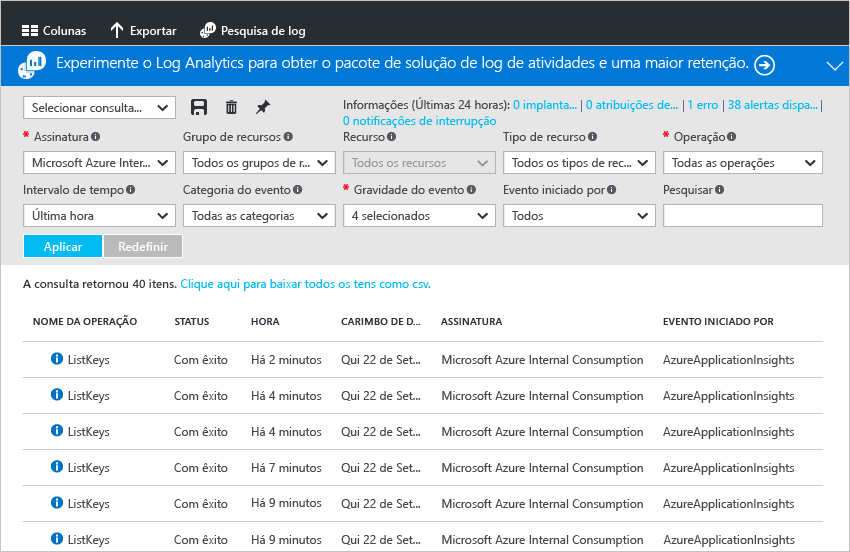 Colunas Exportar Pesquisa de log
Experimente o Log Analytics para obter o pacote de solução de log de atividades e uma maior retenção.
Selecionar consulta... Informações (Últimas 24 horas): 0 implanta... | 0 atribuições de... | 1 erro | 38 alertas dispa... |
0 notificações de interrupção
* Assinatura Grupo de recursos Recurso Tipo de recurso * Operação
Microsoft Azure Inter... Todos os grupos de r... Todos os recursos Todos os tipos de rec... Todas as operações
Intervalo de tempo Categoria do evento * Gravidade do evento Evento iniciado por Pesquisar
Última hora Todas as categorias 4 selecionados Todos
Aplicar Redefinir
A consulta retornou 40 itens. Clique aqui para baixar todos os tens como csv.
NOME DA OPERAÇÃO STATUS HORA CARIMBO DE D... ASSINATURA EVENTO INICIADO POR
ListKeys Com êxito Há 2 minutos Qui 22 de Set... Microsoft Azure Internal Consumption AzureApplicationInsights
ListKeys Com êxito Há 4 minutos Qui 22 de Set... Microsoft Azure Internal Consumption AzureApplicationInsights
ListKeys Com êxito Há 4 minutos Qui 22 de Set... Microsoft Azure Internal Consumption AzureApplicationInsights
ListKeys Com êxito Há 7 minutos Qui 22 de Set... Microsoft Azure Internal Consumption AzureApplicationInsights
ListKeys Com êxito Há 9 minutos Qui 22 de Set... Microsoft Azure Internal Consumption AzureApplicationInsights
ListKeys Com êxito Há 9 minutos Qui 22 de Set... Microsoft Azure Internal Consumption AzureApplicationInsights